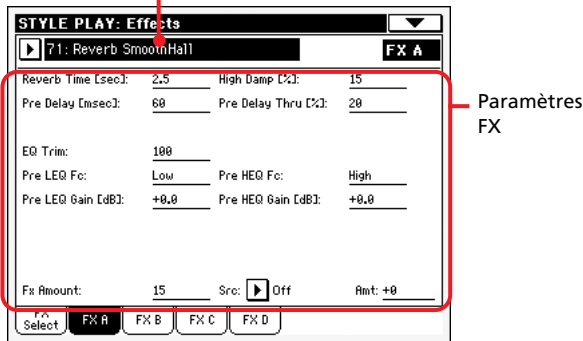 STYLE PLAY: Effects
71: Reverb SmoothHall FX A
Reverb Time [sec]: 2.5 High Damp [%]: 15
Pre Delay [msec]: 60 Pre Delay Thru [%]: 20
EQ Trim: 100
Pre LEQ Fc: Low Pre HEQ Fc: High
Pre LEQ Gain [dB]: +0.0 Pre HEQ Gain [dB]: +0.0
Fx Amount: 15 Src: Off Amt: +0
FX Select FX A FX B FX C FX D
Paramètres
FX